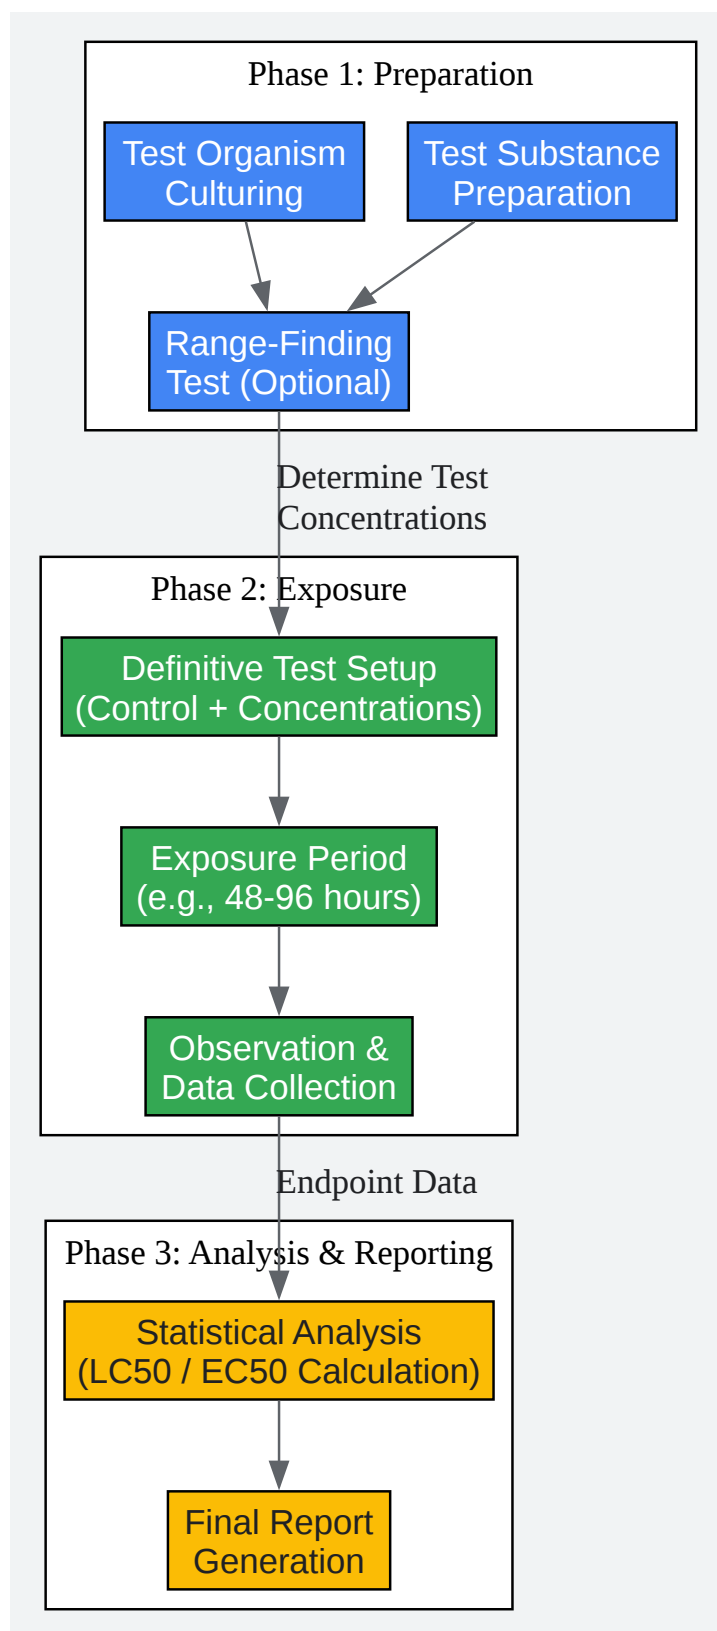 Phase 1: Preparation
Test Organism
Culturing
Test Substance
Preparation
Range-Finding
Test (Optional)
Determine Test
Concentrations
Phase 2: Exposure
Definitive Test Setup
(Control + Concentrations)
Exposure Period
(e.g., 48-96 hours)
Observation &
Data Collection
Endpoint Data
Phase 3: Analysis & Reporting
Statistical Analysis
(LC50 / EC50 Calculation)
Final Report
Generation